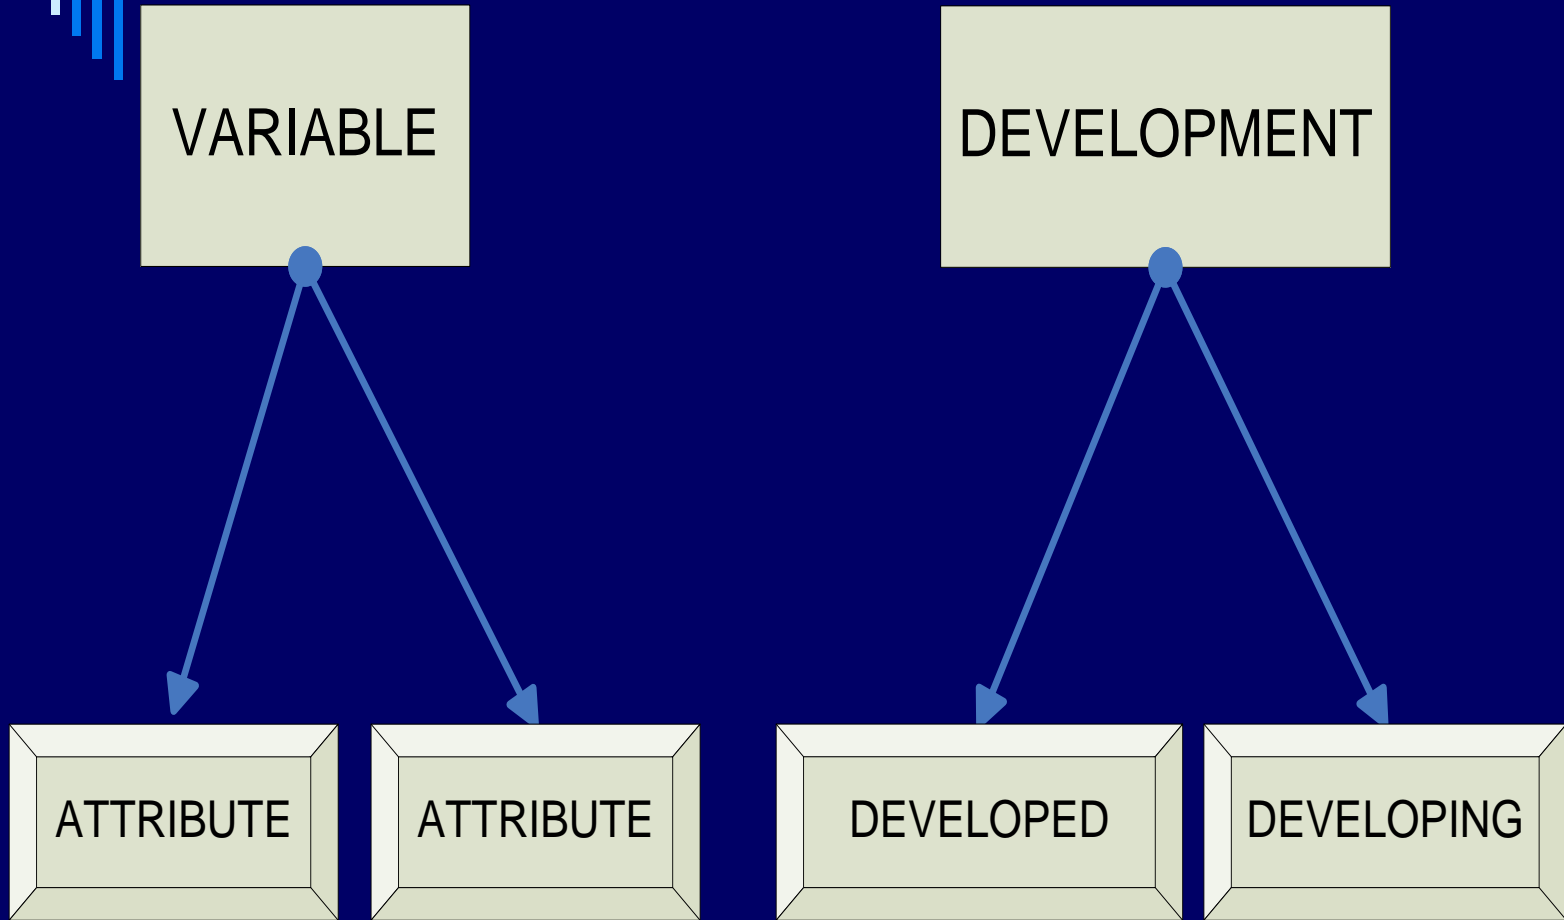 VARIABLE
DEVELOPMENT
ATTRIBUTE
ATTRIBUTE
DEVELOPED
DEVELOPING